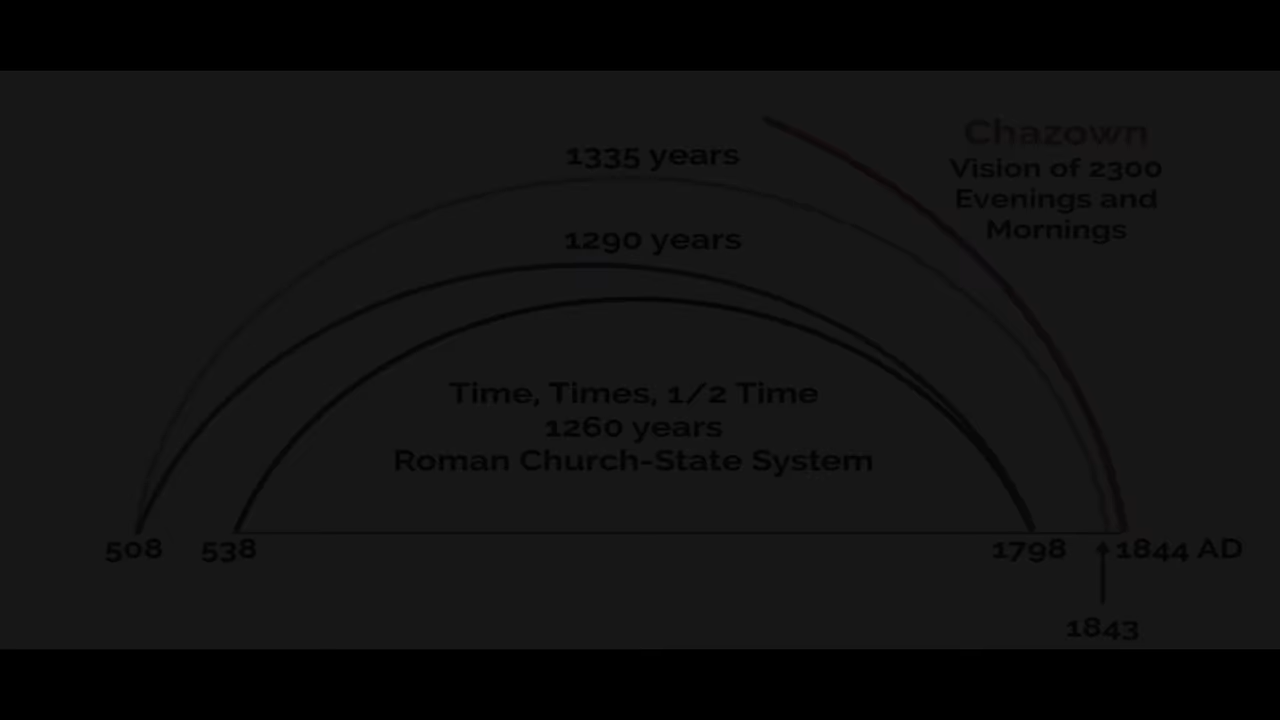 Chazown
Vision of 2300
Evenings and
Mornings
1335 years
1290 years
Time, Times, 1/2 Time
1260 years
Roman Church-State System
508
538
1798
1844 AD
1843